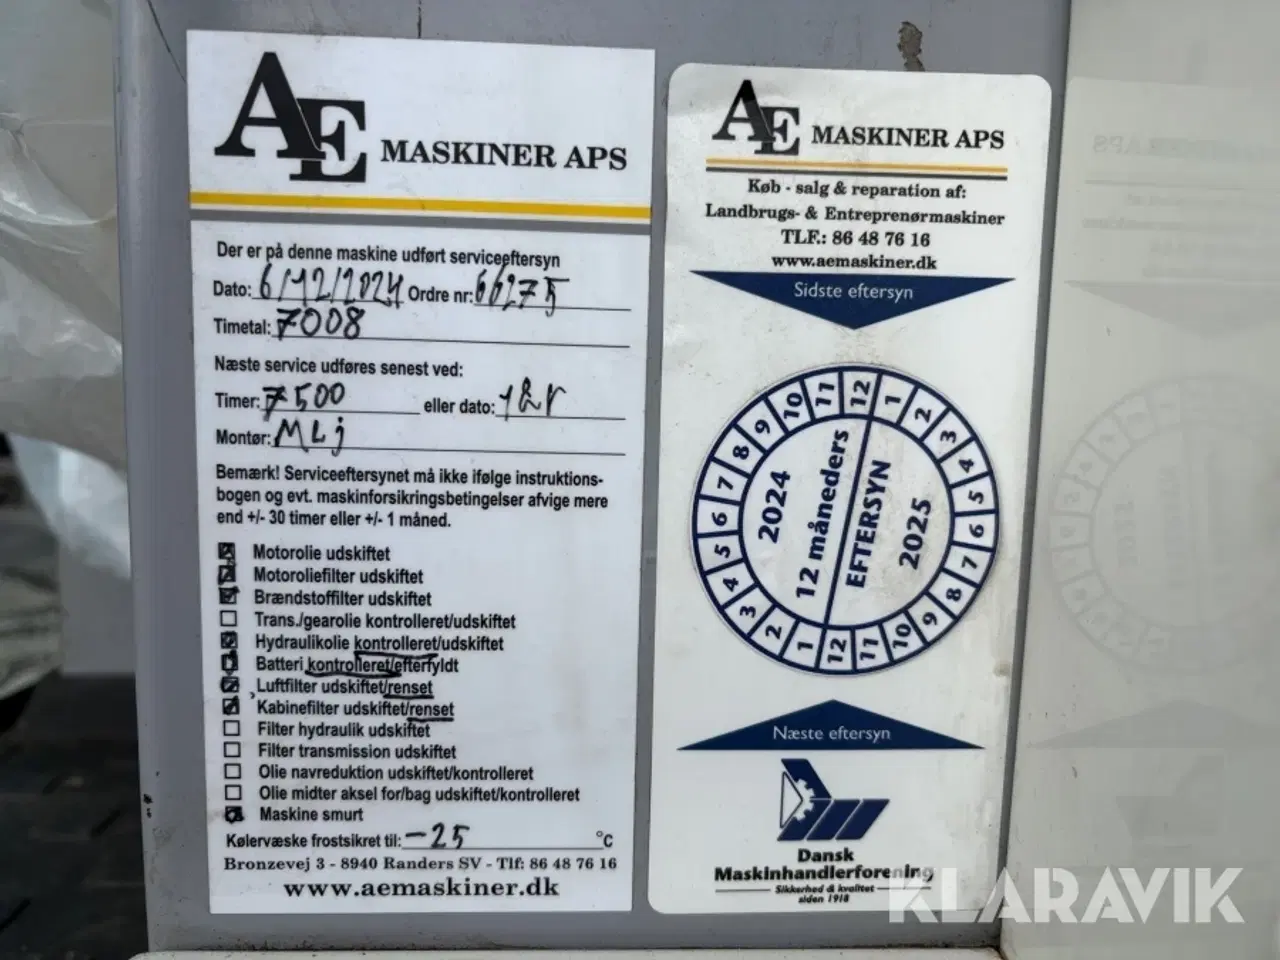 AE MASKINER APS
Der er på denne maskine udført serviceeftersyn
Dato: 6/12/2024 Ordre nr: 66275
Timetal: 7008
Næste service udføres senest ved:
Timer: 7500 eller dato: 1 år
Montør: MLj
Bemærk! Serviceeftersynet må ikke ifølge instruktions-
bogen og evt. maskinforsikringsbetingelser afvige mere
end +/- 30 timer eller +/- 1 måned.
Motorolie udskiftet
Motoroliefilter udskiftet
Brændstoffilter udskiftet
Trans./gearolie kontrolleret/udskiftet
Hydraulikolie kontrolleret/udskiftet
Batteri kontrolleret/efterfyldt
Luftfilter udskiftet/renset
Kabinefilter udskiftet/renset
Filter hydraulik udskiftet
Filter transmission udskiftet
Olie navreduktion udskiftet/kontrolleret
Olie midter aksel for/bag udskiftet/kontrolleret
Maskine smurt
Kølervæske frostsikret til: -25 °C
Bronzevej 3 - 8940 Randers SV - Tlf: 86 48 76 16
www.aemaskiner.dk
AE MASKINER APS
Køb - salg & reparation af:
Landbrugs- & Entreprenørmaskiner
TLF.: 86 48 76 16
www.aemaskiner.dk
Sidste eftersyn
1 2 3 4 5 6 7 8 9 10 11 12
2024
12 måneders
EFTERSYN
2025
1 2 3 4 5 6 7 8 9 10 11 12
Næste eftersyn
Dansk
Maskinhandlerforening
Sikkerhed & kvalitet
siden 1918
KLARAVIK